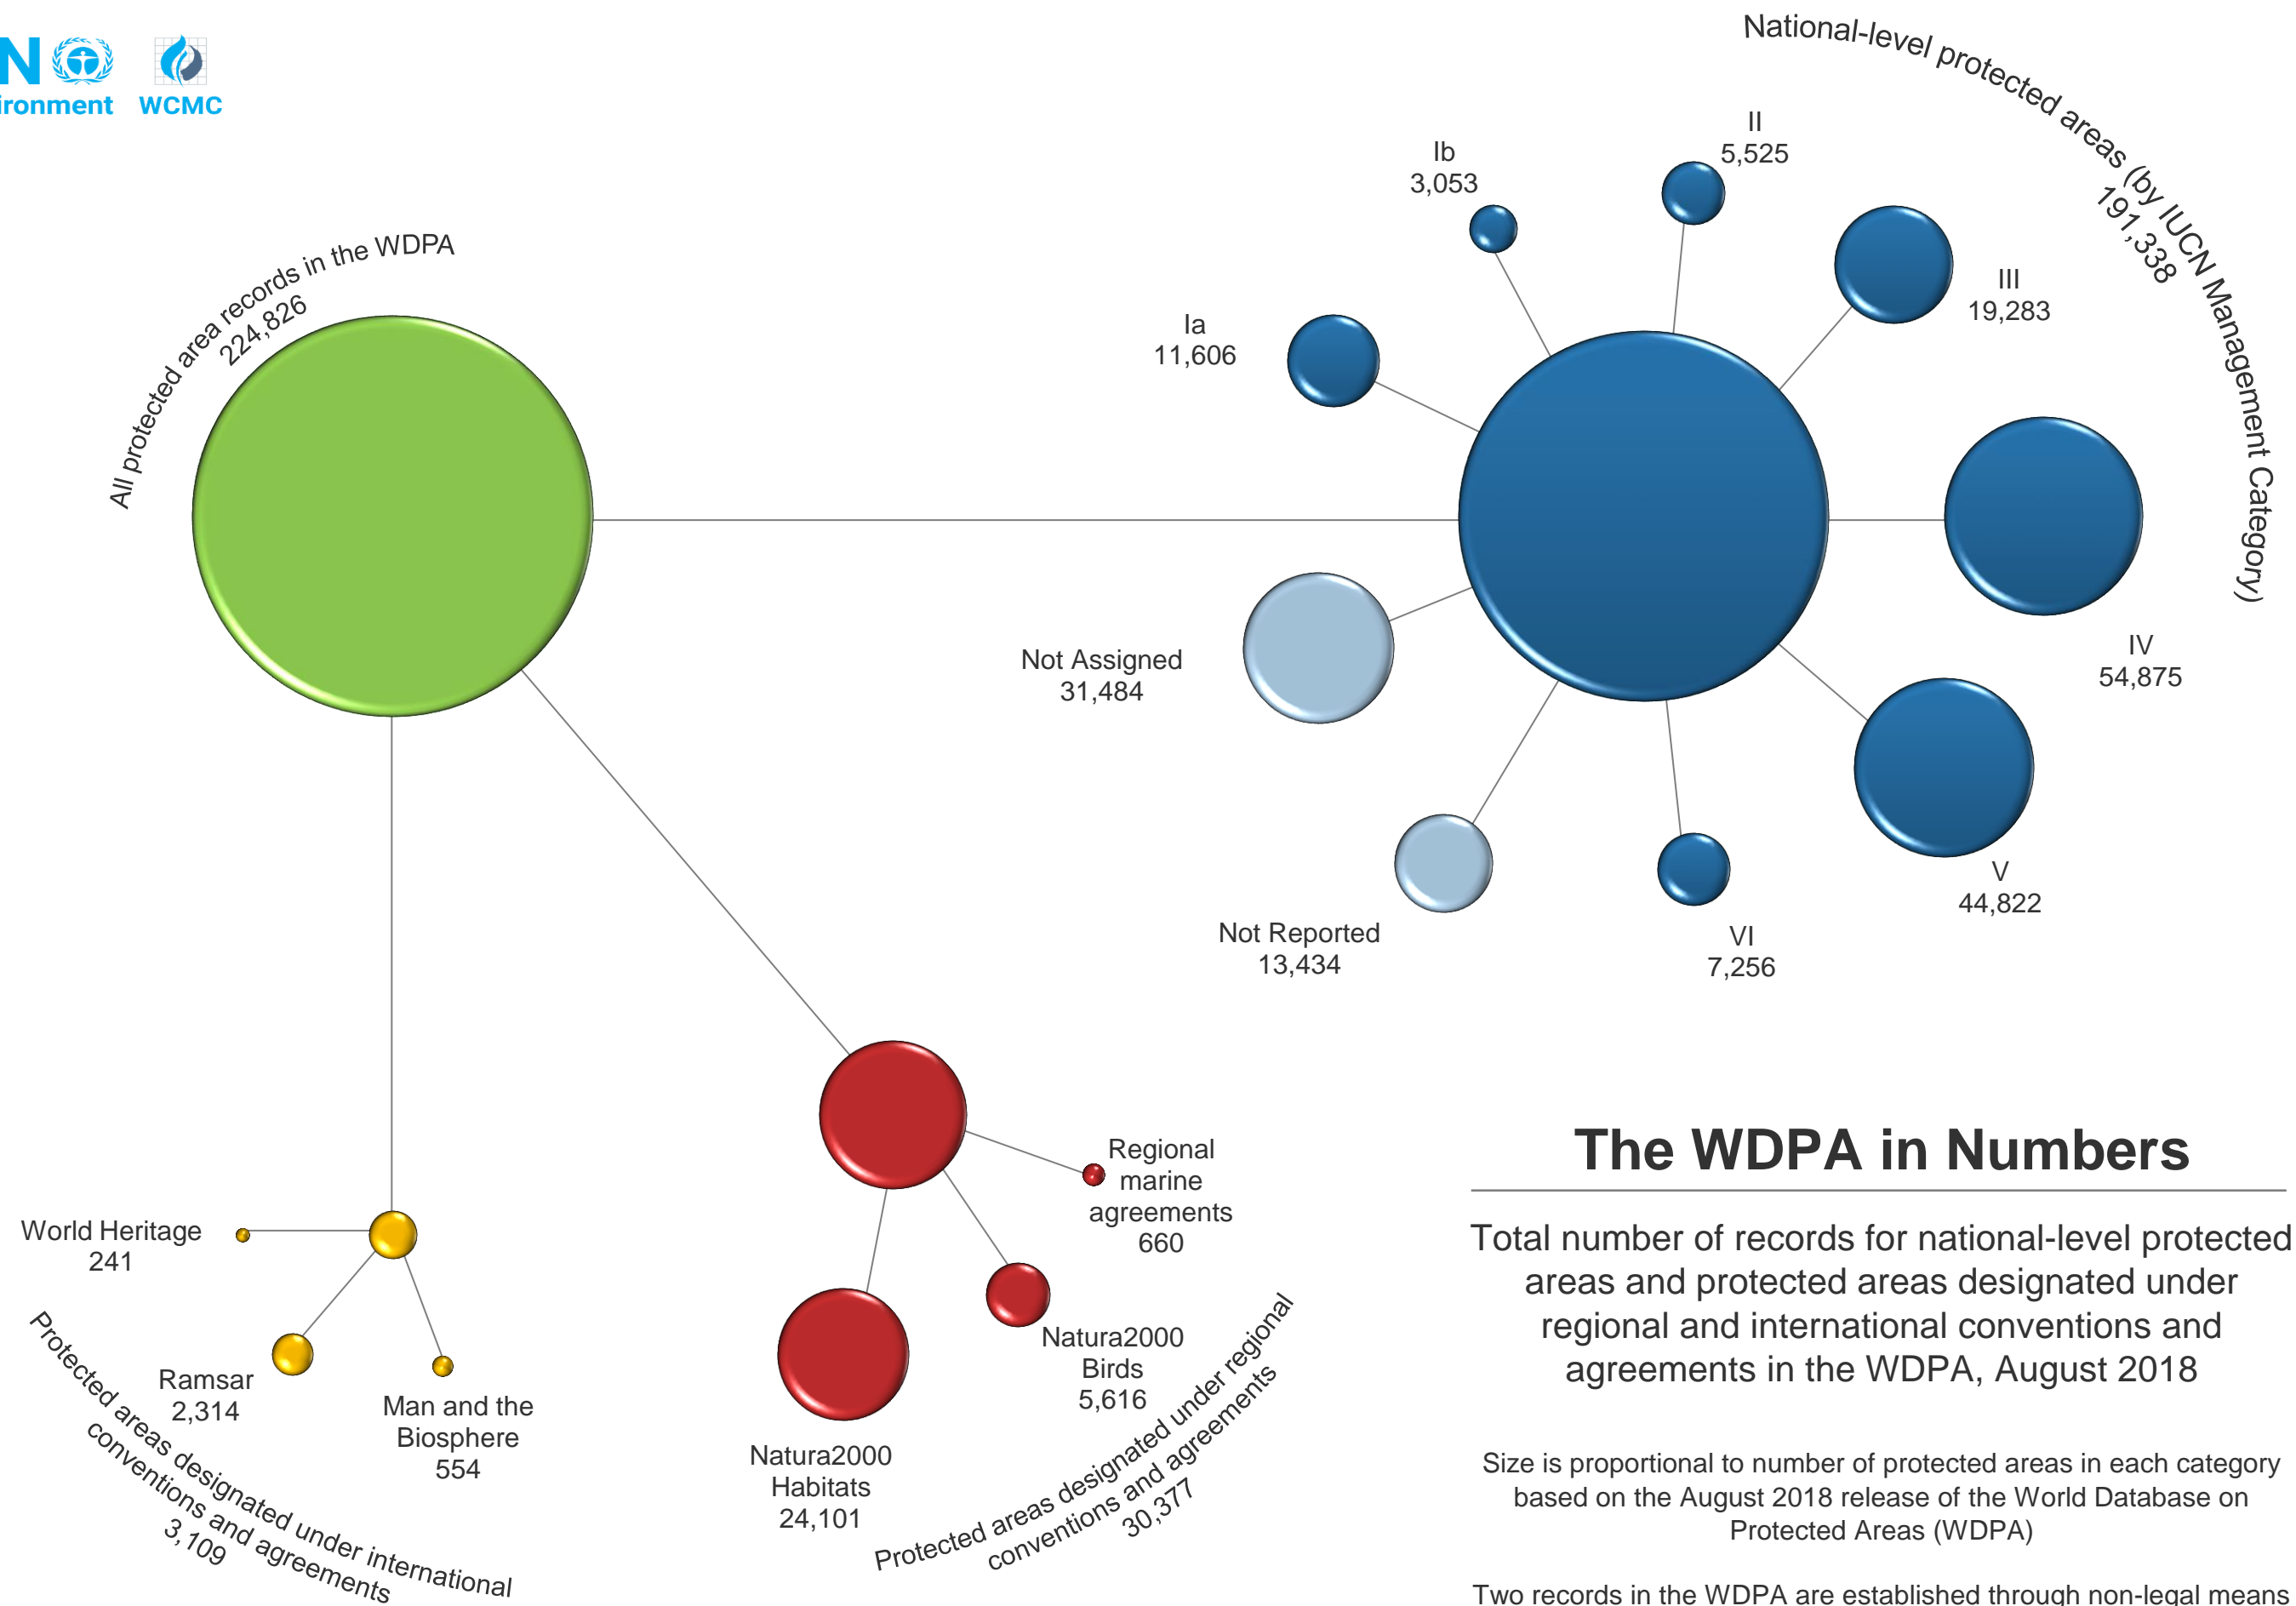 N
ironment
WCMC
National-level protected areas (by IUCN Management Category)
191,338
II
5,525
Ib
3,053
III
19,283
Ia
11,606
All protected area records in the WDPA
224,826
IV
54,875
Not Assigned
31,484
V
44,822
Not Reported
13,434
VI
7,256
The WDPA in Numbers
Total number of records for national-level protected
areas and protected areas designated under
regional and international conventions and
agreements in the WDPA, August 2018
Size is proportional to number of protected areas in each category
based on the August 2018 release of the World Database on
Protected Areas (WDPA)
Two records in the WDPA are established through non-legal means
Regional
marine
agreements
660
Natura2000
Birds
5,616
Natura2000
Habitats
24,101
Protected areas designated under regional
conventions and agreements
30,377
World Heritage
241
Ramsar
2,314
Man and the
Biosphere
554
Protected areas designated under international
conventions and agreements
3,109